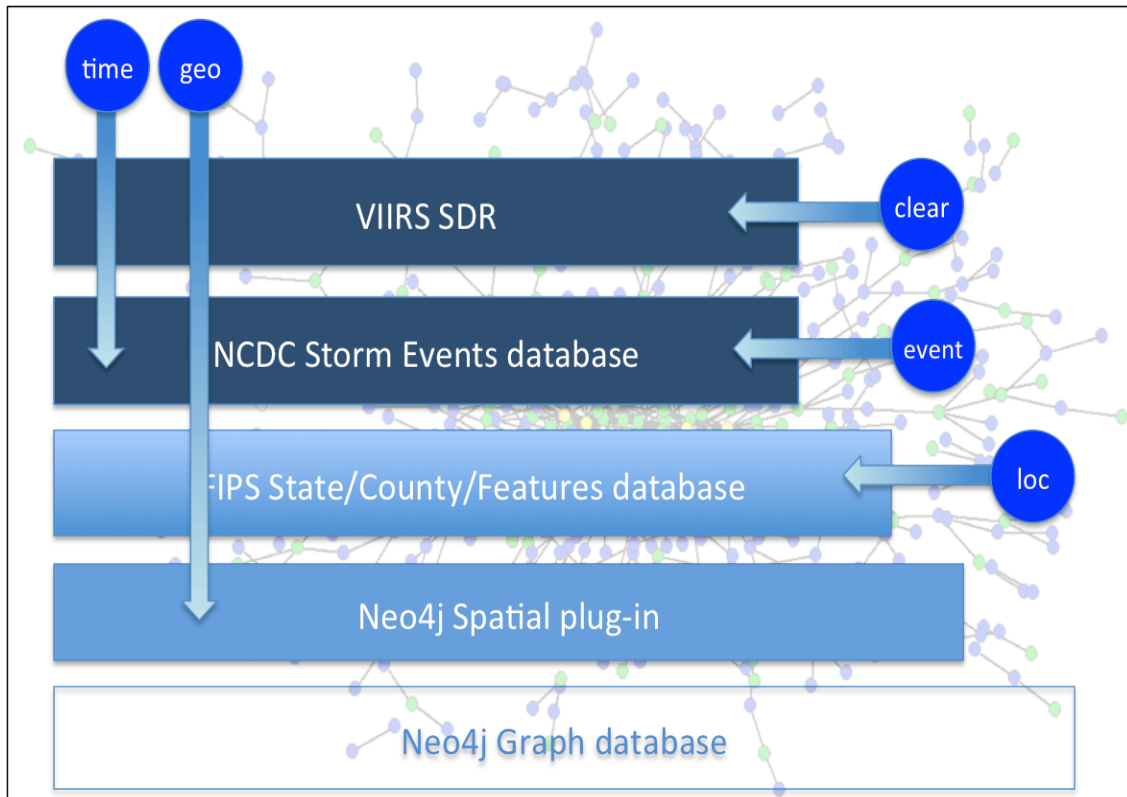 time
geo
VIIRS SDR
clear
NCDC Storm Events database
event
FIPS State/County/Features database
loc
Neo4j Spatial plug-in
Neo4j Graph database